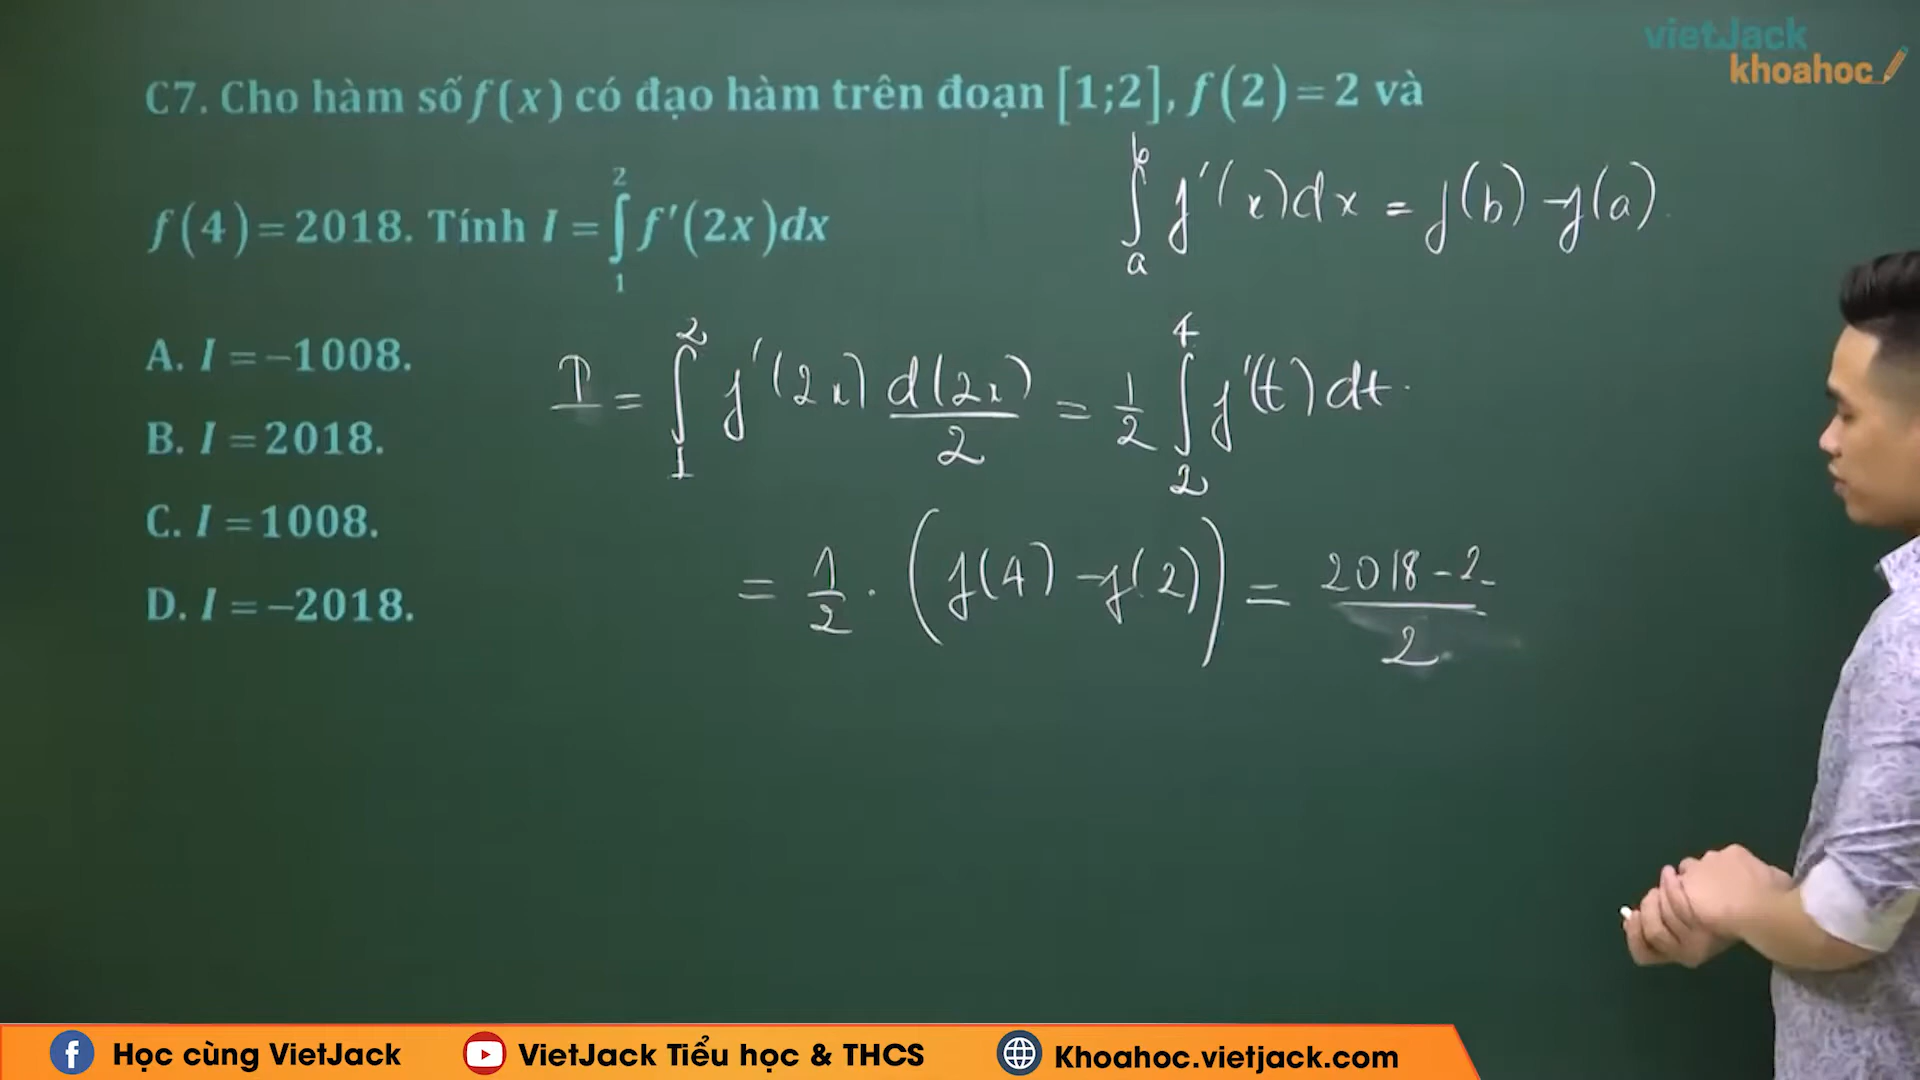 vietJack
khoahoc
C7. Cho hàm số f(x) có đạo hàm trên đoạn [1;2], f(2)=2 và
f(4)=2018. Tính I=∫₁² f'(2x)dx
∫ₐᵇ f'(x)dx = f(b) - f(a).
A. I=-1008.
B. I=2018.
C. I=1008.
D. I=-2018.
I = ∫₁² f'(2x) d(2x)/2 = 1/2 ∫₂⁴ f'(t)dt.
= 1/2 . (f(4) - f(2)) = (2018-2)/2
Học cùng VietJack
VietJack Tiểu học & THCS
Khoahoc.vietjack.com